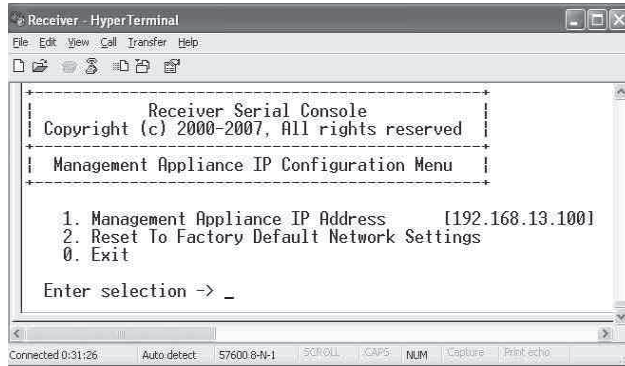 Receiver - HyperTerminal
File Edit View Call Transfer Help
Receiver Serial Console
Copyright (c) 2000-2007, All rights reserved
Management Appliance IP Configuration Menu
1. Management Appliance IP Address [192.168.13.100]
2. Reset To Factory Default Network Settings
0. Exit
Enter selection -> _
Connected 0:31:26 Auto detect 57600 8-N-1 SCROLL CAPS NUM Capture Print echo